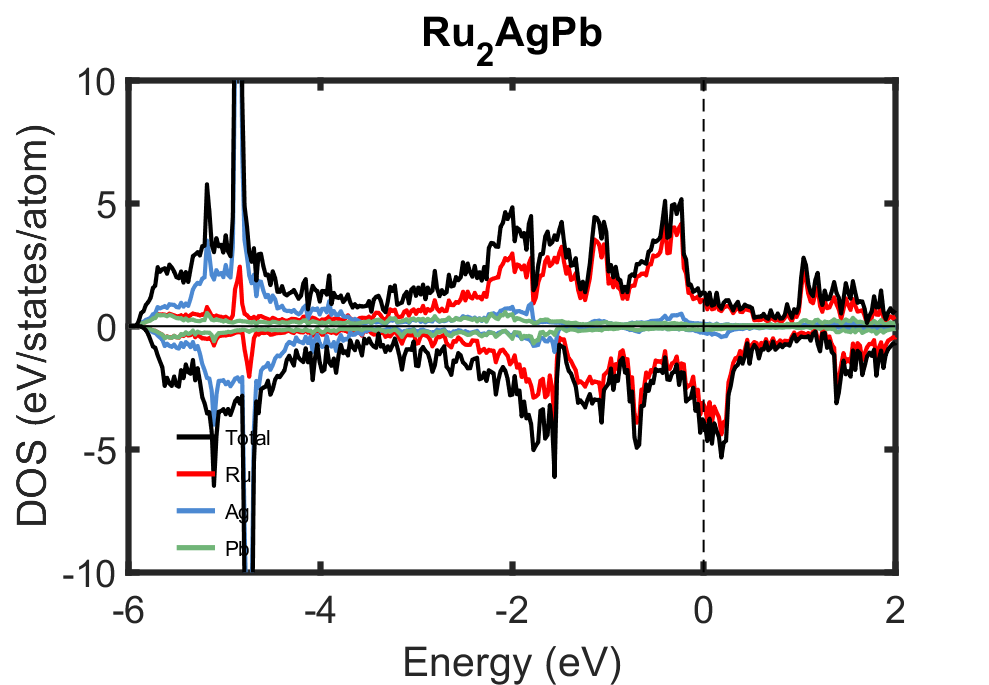 Ru2AgPb
DOS (eV/states/atom)
10
5
0
-5
-10
Total
Ru
Ag
Pb
-6 -4 -2 0 2
Energy (eV)